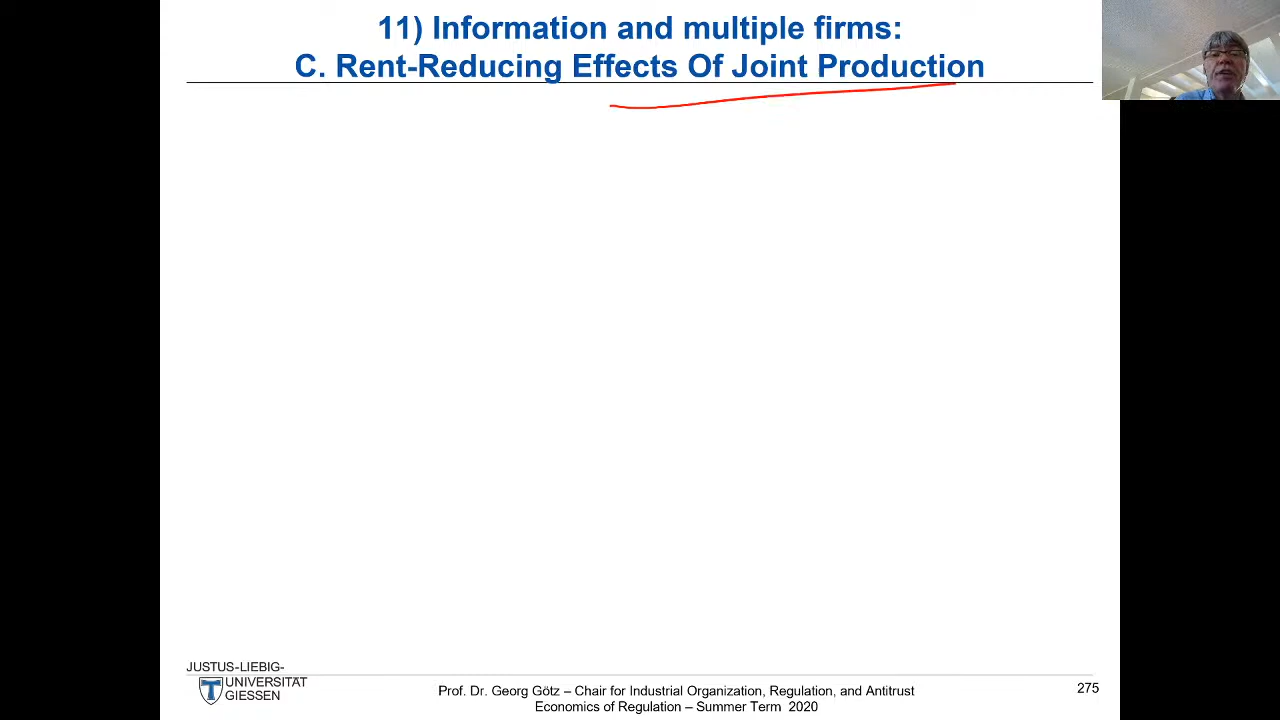 11) Information and multiple firms:
C. Rent-Reducing Effects Of Joint Production
JUSTUS-LIEBIG-
UNIVERSITÄT
GIESSEN
Prof. Dr. Georg Götz – Chair for Industrial Organization, Regulation, and Antitrust
Economics of Regulation – Summer Term 2020
275